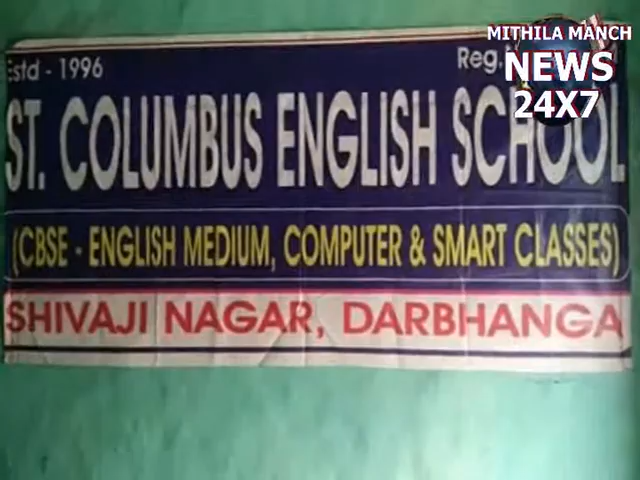 Estd - 1996
Reg.
MITHILA MANCH
NEWS
24X7
ST. COLUMBUS ENGLISH SCHOOL
(CBSE - ENGLISH MEDIUM, COMPUTER & SMART CLASSES)
SHIVAJI NAGAR, DARBHANGA